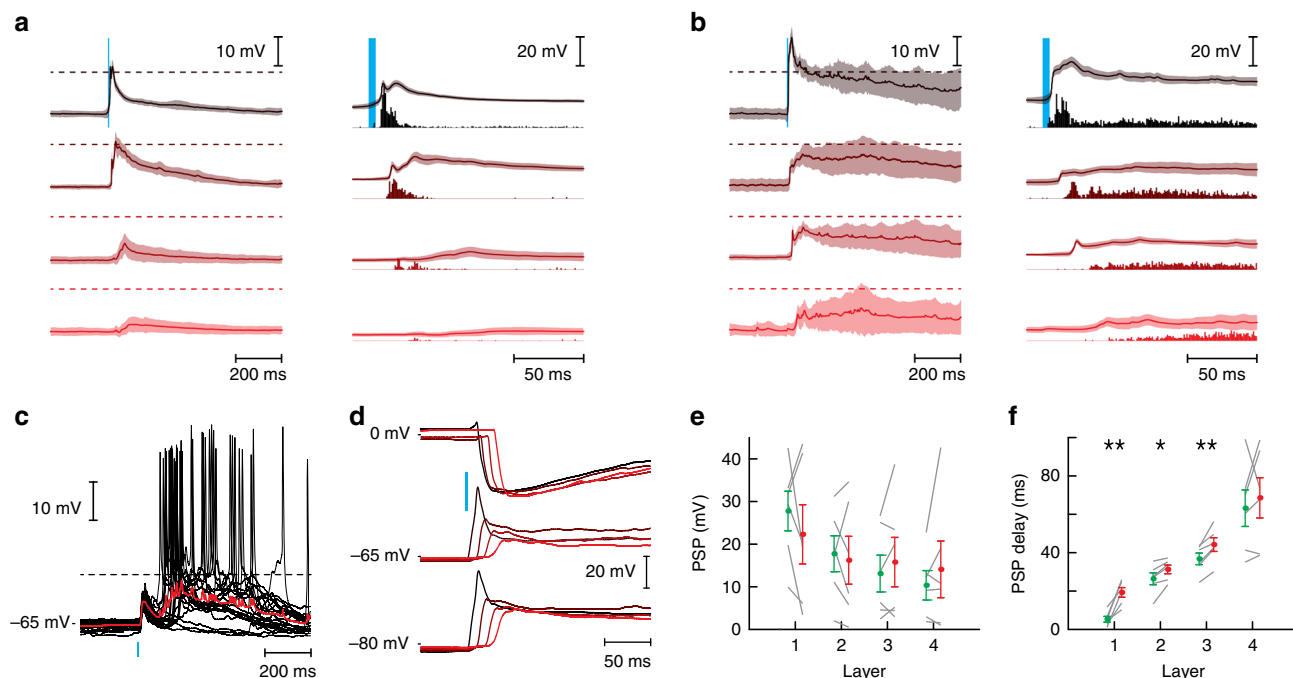 a
10 mV
20 mV
200 ms
50 ms
b
10 mV
20 mV
200 ms
50 ms
c
10 mV
–65 mV
200 ms
d
0 mV
–65 mV
20 mV
–80 mV
50 ms
e
PSP (mV)
40
30
20
10
0
1 2 3 4
Layer
f
PSP delay (ms)
80
40
0
** * **
1 2 3 4
Layer